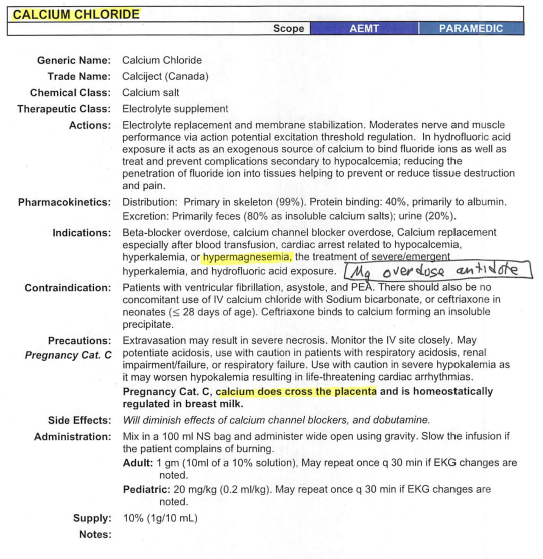 CALCIUM CHLORIDE
Scope AEMT PARAMEDIC
Generic Name: Calcium Chloride
Trade Name: Calciject (Canada)
Chemical Class: Calcium salt
Therapeutic Class: Electrolyte supplement
Actions: Electrolyte replacement and membrane stabilization. Moderates nerve and muscle
performance via action potential excitation threshold regulation. In hydrofluoric acid
exposure it acts as an exogenous source of calcium to bind fluoride ions as well as
treat and prevent complications secondary to hypocalcemia; reducing the
penetration of fluoride ion into tissues helping to prevent or reduce tissue destruction
and pain.
Pharmacokinetics: Distribution: Primary in skeleton (99%). Protein binding: 40%, primarily to albumin.
Excretion: Primarily feces (80% as insoluble calcium salts); urine (20%).
Indications: Beta-blocker overdose, calcium channel blocker overdose, Calcium replacement
especially after blood transfusion, cardiac arrest related to hypocalcemia,
hyperkalemia, or hypermagnesemia, the treatment of severe/emergent
hyperkalemia, and hydrofluoric acid exposure. Mg overdose antidote
Contraindication: Patients with ventricular fibrillation, asystole, and PEA. There should also be no
concomitant use of IV calcium chloride with Sodium bicarbonate, or ceftriaxone in
neonates (≤ 28 days of age). Ceftriaxone binds to calcium forming an insoluble
precipitate.
Precautions: Extravasation may result in severe necrosis. Monitor the IV site closely. May
Pregnancy Cat. C potentiate acidosis, use with caution in patients with respiratory acidosis, renal
impairment/failure, or respiratory failure. Use with caution in severe hypokalemia as
it may worsen hypokalemia resulting in life-threatening cardiac arrhythmias.
Pregnancy Cat. C, calcium does cross the placenta and is homeostatically
regulated in breast milk.
Side Effects: Will diminish effects of calcium channel blockers, and dobutamine.
Administration: Mix in a 100 ml NS bag and administer wide open using gravity. Slow the infusion if
the patient complains of burning.
Adult: 1 gm (10ml of a 10% solution), May repeat once q 30 min if EKG changes are
noted.
Pediatric: 20 mg/kg (0.2 ml/kg). May repeat once q 30 min if EKG changes are
noted.
Supply: 10% (1g/10 mL)
Notes: